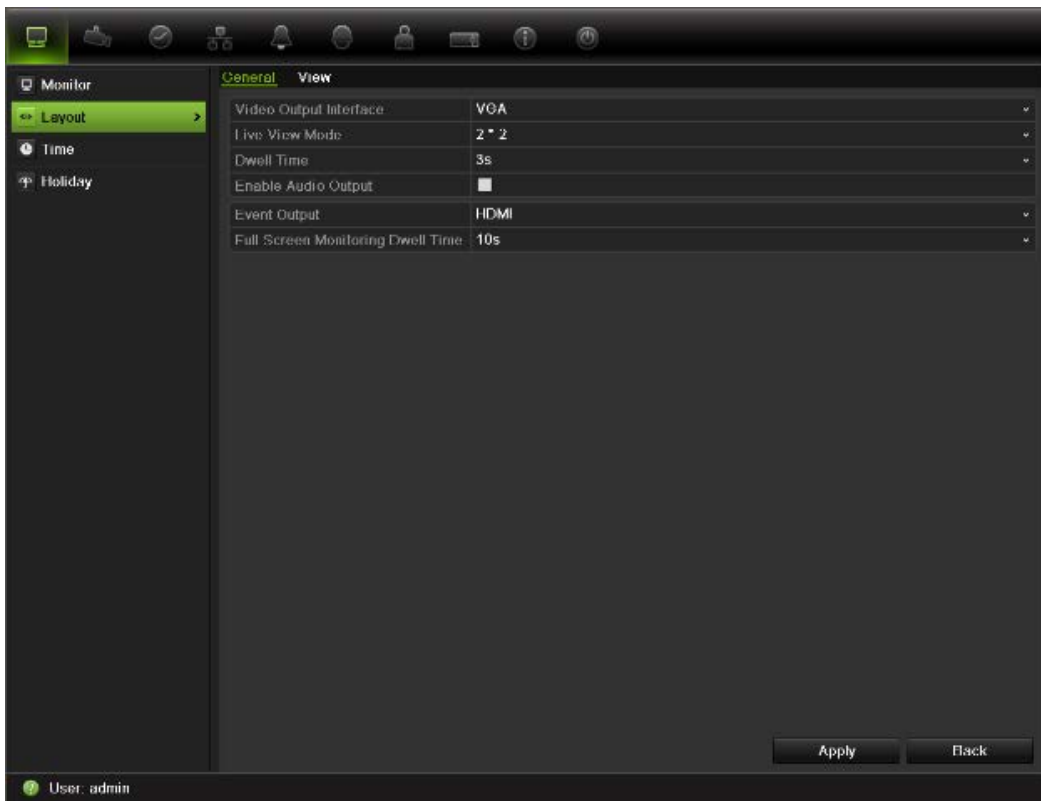 General View
Monitor
Layout
Time
Holiday
Video Output Interface VGA
Live View Mode 2 * 2
Dwell Time 3s
Enable Audio Output
Event Output HDMI
Full Screen Monitoring Dwell Time 10s
Apply Back
User: admin